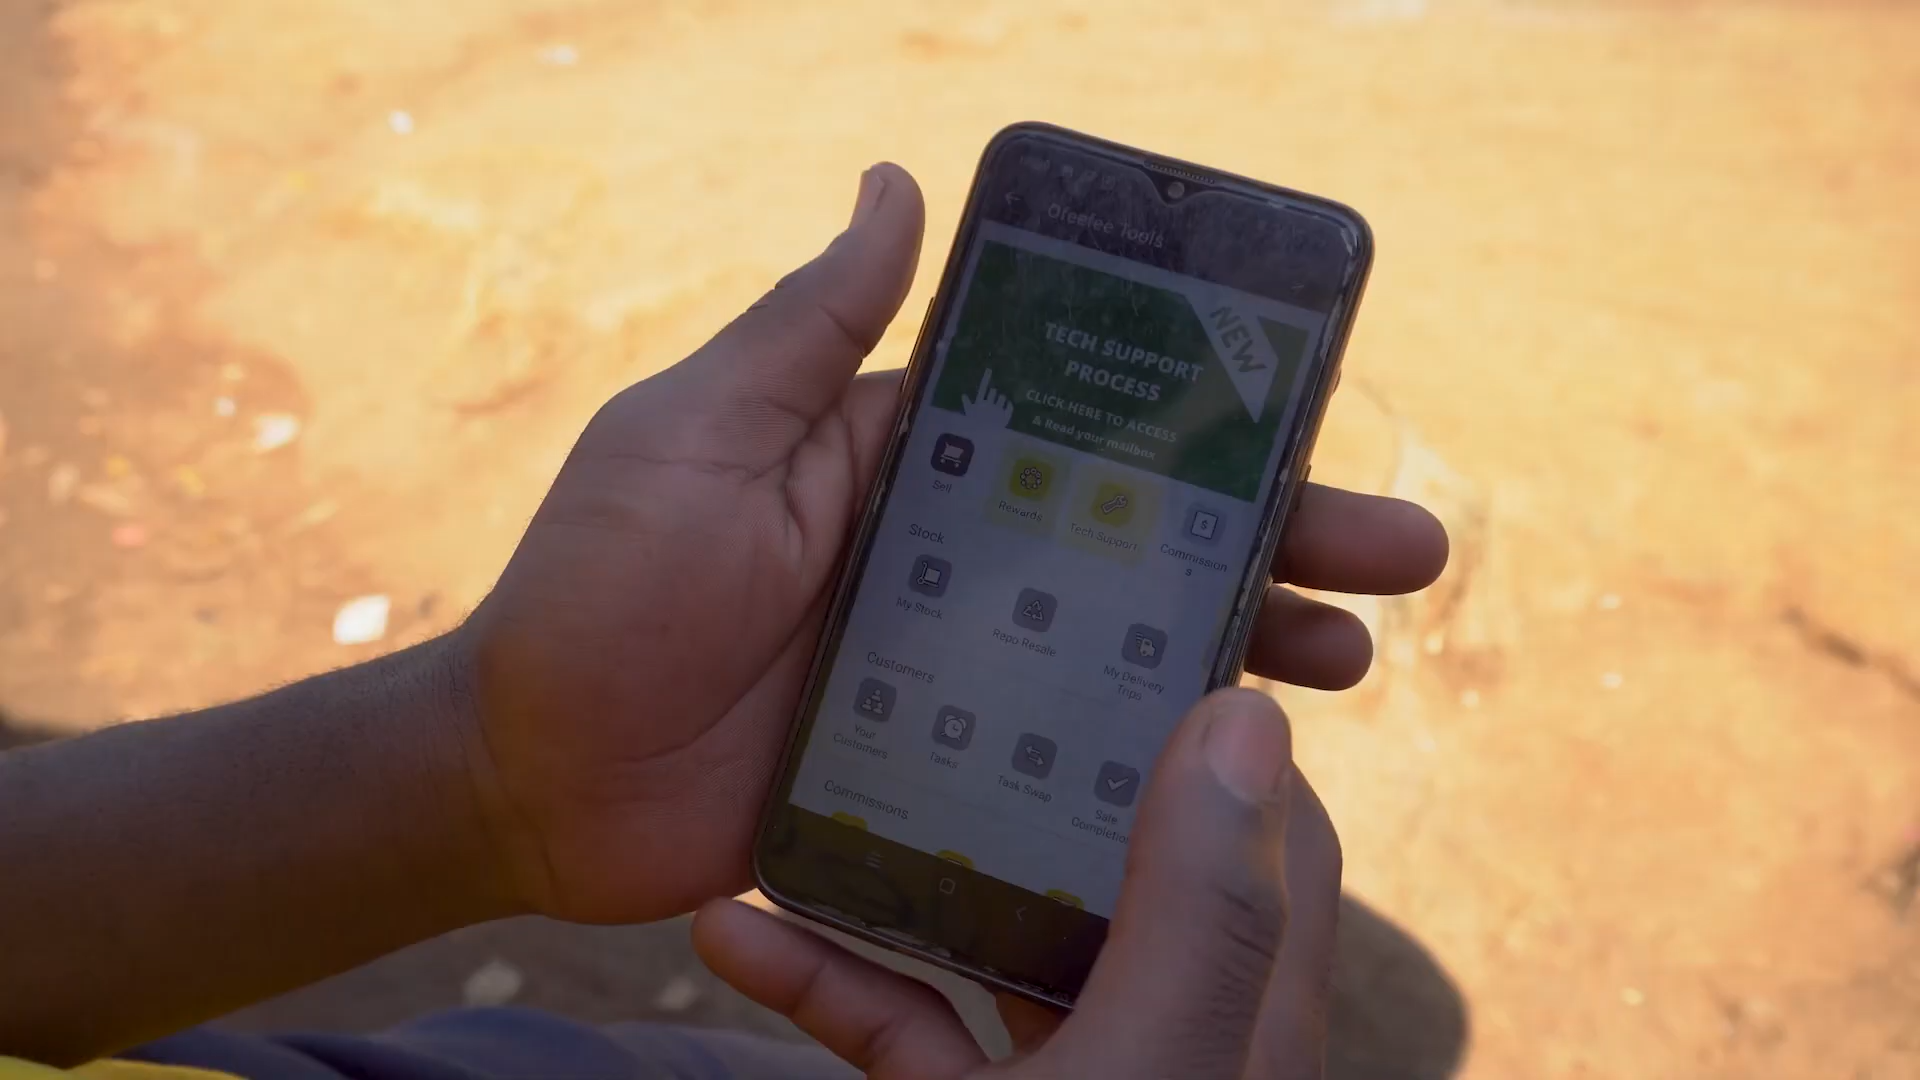 Ofeefee Tools
NEW
TECH SUPPORT
PROCESS
CLICK HERE TO ACCESS
& Read your mailbox
Sell
Rewards
Tech Support
Commission
s
Stock
My Stock
Repo Resale
My Delivery
Trips
Customers
Your
Customers
Tasks
Task Swap
Sale
Completion
Commissions